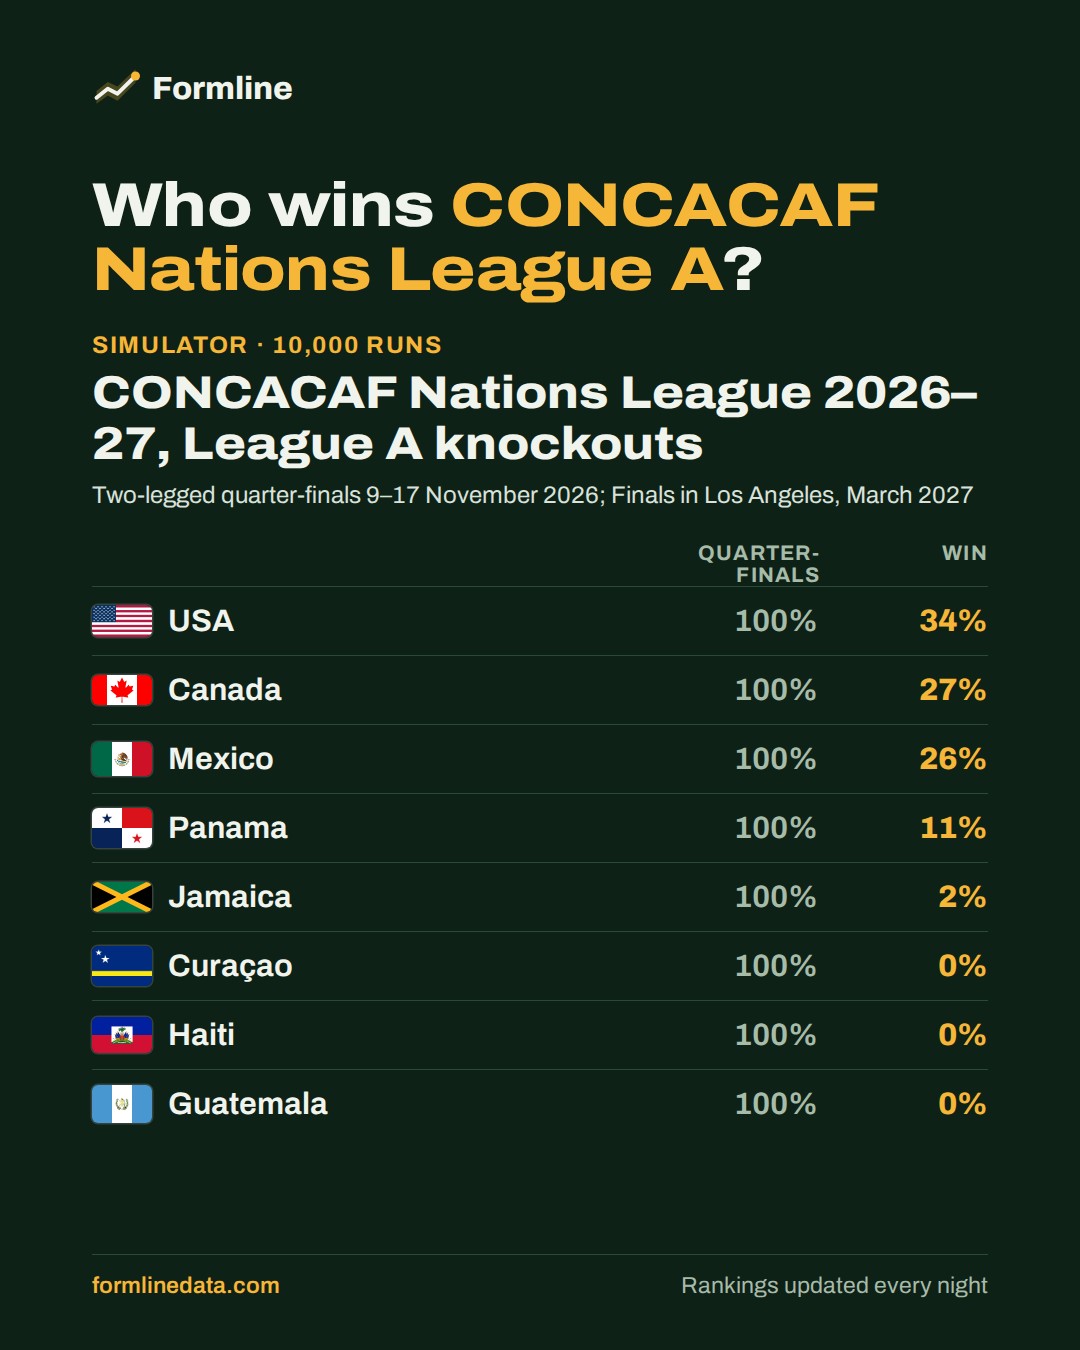 Formline
Who wins CONCACAF
Nations League A?
SIMULATOR · 10,000 RUNS
CONCACAF Nations League 2026–
27, League A knockouts
Two-legged quarter-finals 9–17 November 2026; Finals in Los Angeles, March 2027
QUARTER-
FINALS WIN
USA 100% 34%
Canada 100% 27%
Mexico 100% 26%
Panama 100% 11%
Jamaica 100% 2%
Curaçao 100% 0%
Haiti 100% 0%
Guatemala 100% 0%
formlinedata.com Rankings updated every night